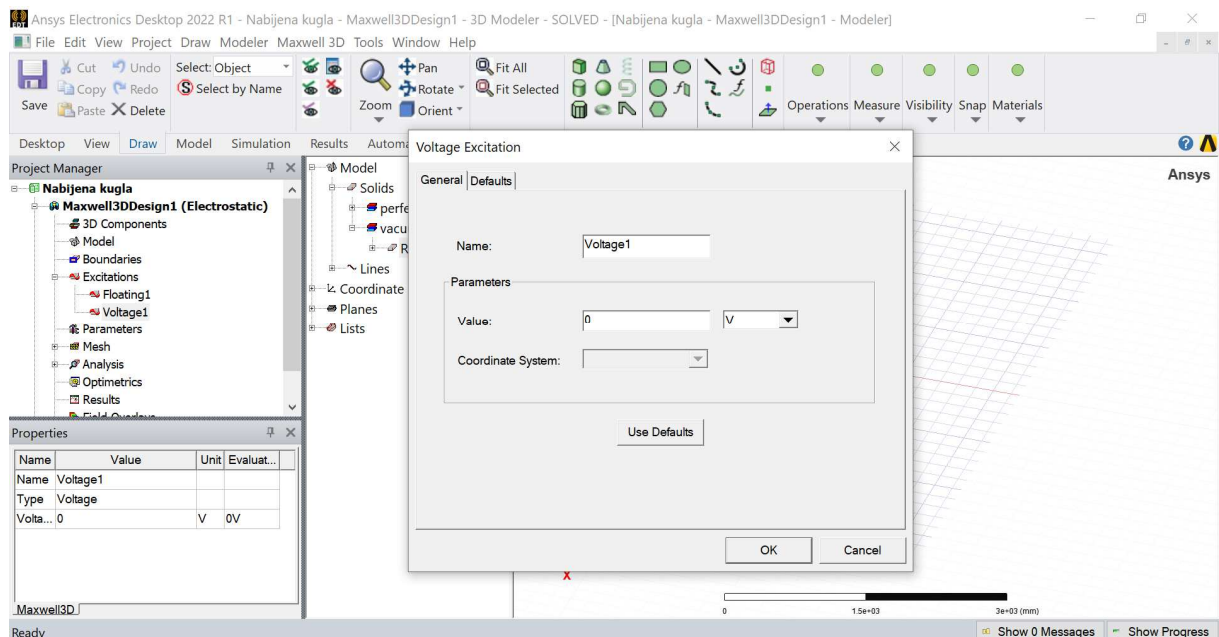 Ansys Electronics Desktop 2022 R1 - Nabijena kugla - Maxwell3DDesign1 - 3D Modeler - SOLVED - [Nabijena kugla - Maxwell3DDesign1 - Modeler]
File Edit View Project Draw Modeler Maxwell 3D Tools Window Help
Save
Cut Undo
Copy Redo
Paste Delete
Select: Object
Select by Name
Zoom
Pan
Rotate
Orient
Fit All
Fit Selected
Operations Measure Visibility Snap Materials
Desktop View Draw Model Simulation Results
Ansys
Project Manager
Nabijena kugla
Maxwell3DDesign1 (Electrostatic)
3D Components
Model
Boundaries
Excitations
Floating1
Voltage1
Parameters
Mesh
Analysis
Optimetrics
Results
Field Overlays
Properties
Name Value Unit Evaluat...
Name Voltage1
Type Voltage
Volta... 0 V 0V
Maxwell3D
Model
Solids
Lines
Coordinate
Planes
Lists
Voltage Excitation
General Defaults
Name: Voltage1
Parameters
Value: 0 V
Coordinate System:
Use Defaults
OK Cancel
X
0 1.5e+03 3e+03 (mm)
Ready
Show 0 Messages Show Progress